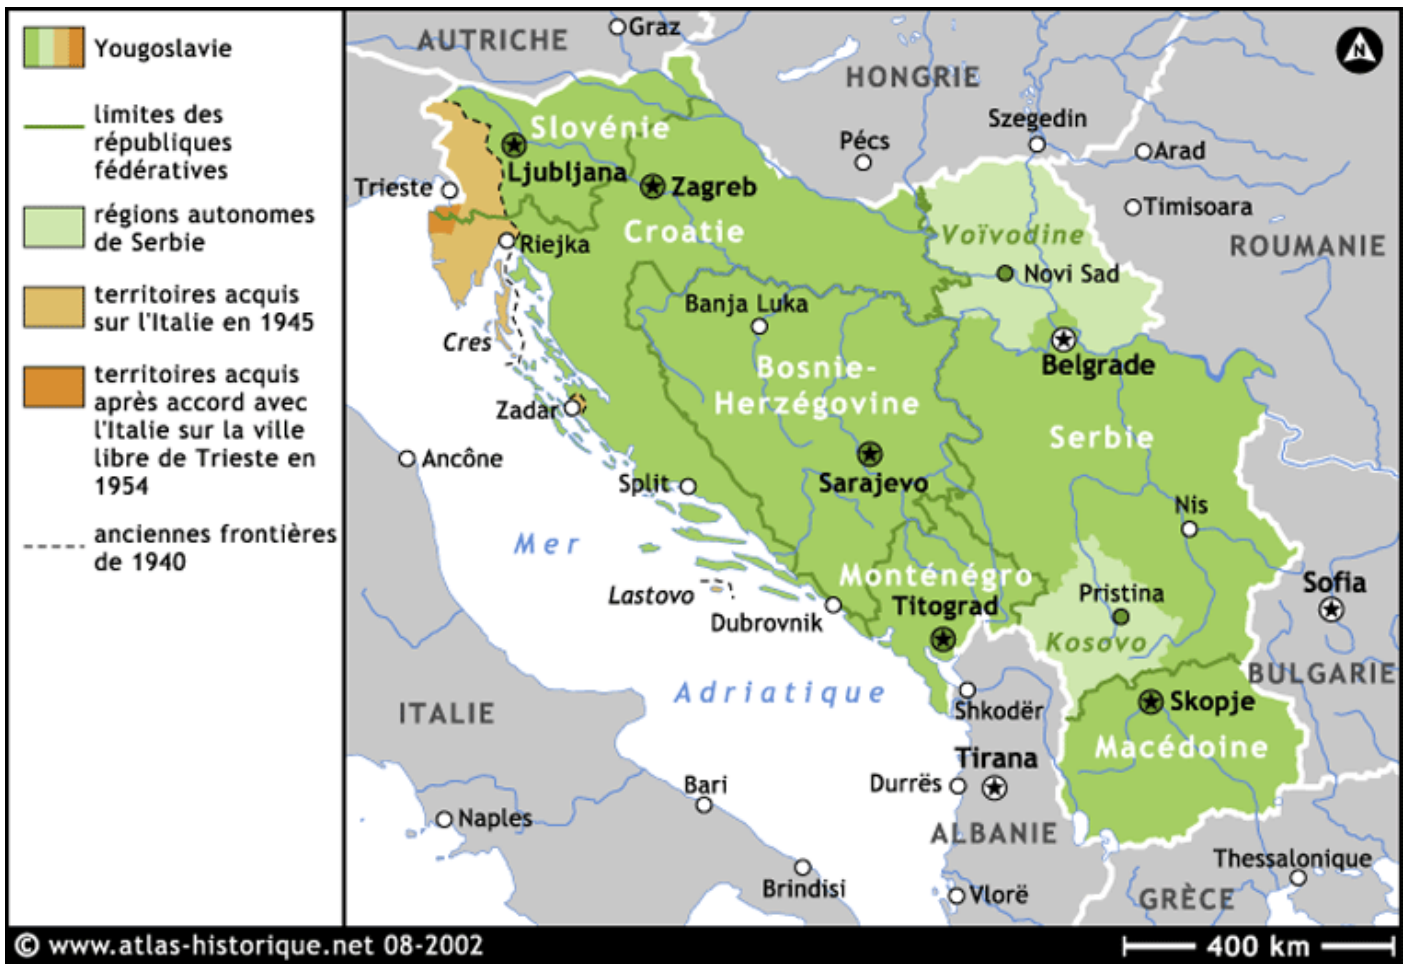 Yougoslavie
limites des
républiques
fédératives
régions autonomes
de Serbie
territoires acquis
sur l'Italie en 1945
territoires acquis
après accord avec
l'Italie sur la ville
libre de Trieste en
1954
anciennes frontières
de 1940
AUTRICHE
Graz
N
HONGRIE
Szegedin
Pécs
Arad
Slovénie
Ljubljana
Zagreb
Trieste
Timisoara
Croatie
Riejka
Voïvodine
ROUMANIE
Novi Sad
Banja Luka
Cres
Belgrade
Bosnie-
Herzégovine
Zadar
Serbie
Ancône
Sarajevo
Split
Nis
Mer
Monténégro
Titograd
Lastovo
Dubrovnik
Pristina
Kosovo
Sofia
BULGARIE
Adriatique
ITALIE
Shkodër
Skopje
Macédoine
Tirana
Durrës
Bari
Naples
ALBANIE
Brindisi
Vlorë
Thessalonique
GRÈCE
© www.atlas-historique.net 08-2002
400 km